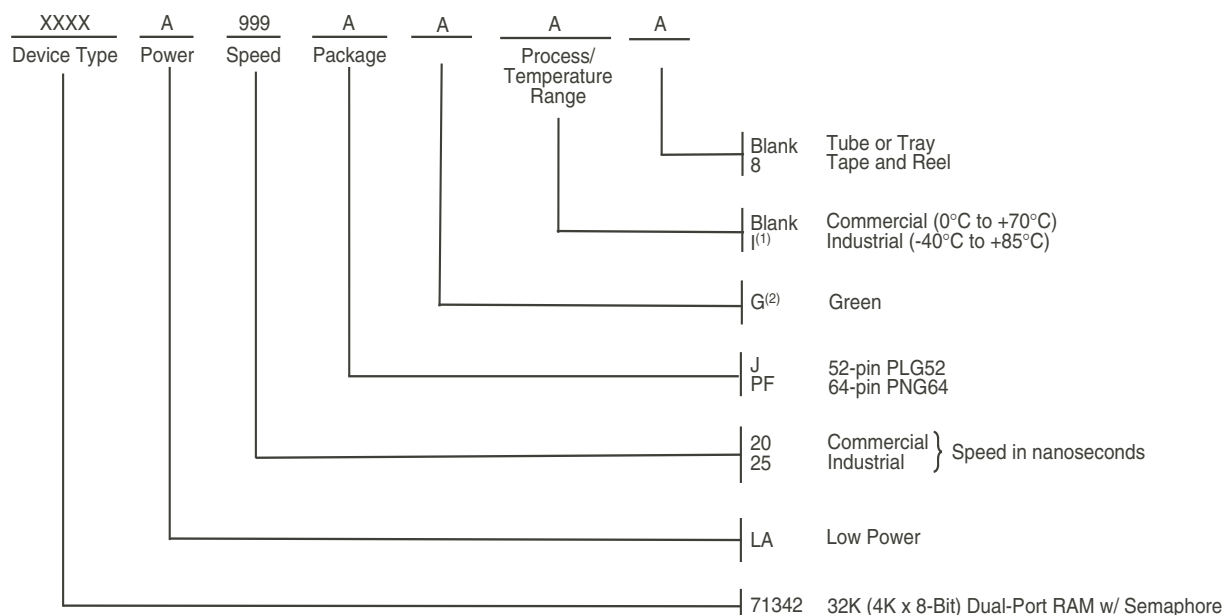 XXXX A 999 A A A A
Device Type Power Speed Package Process/
Temperature
Range
Blank Tube or Tray
8 Tape and Reel
Blank Commercial (0°C to +70°C)
I(1) Industrial (-40°C to +85°C)
G(2) Green
J 52-pin PLG52
PF 64-pin PNG64
20 Commercial
25 Industrial
} Speed in nanoseconds
LA Low Power
71342 32K (4K x 8-Bit) Dual-Port RAM w/ Semaphore